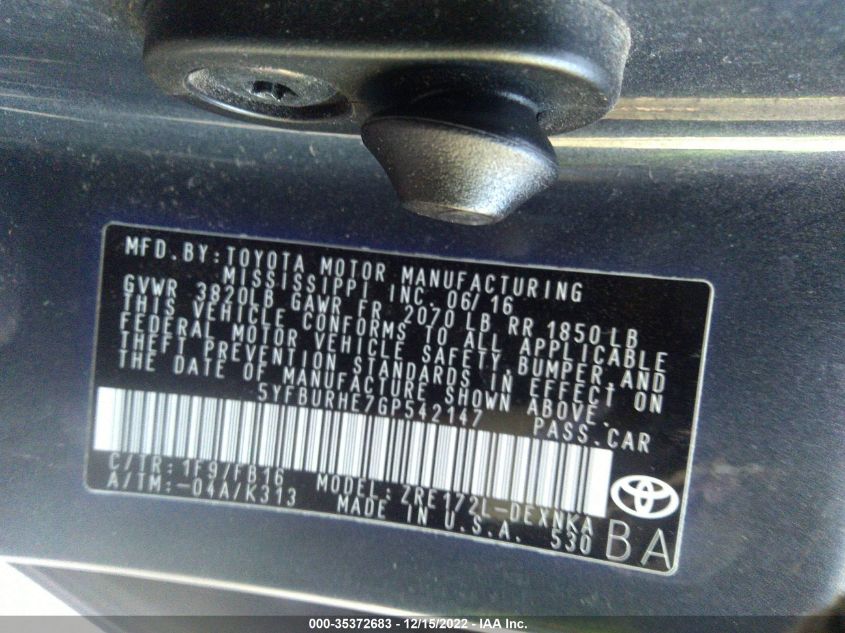 MFD.BY:TOYOTA MOTOR MANUFACTURING
MISSISSIPPI INC. 06/16
GVWR 3820LB GAWR FR 2070 LB RR 1850LB
THIS VEHICLE CONFORMS TO ALL APPLICABLE
FEDERAL MOTOR VEHICLE SAFETY,BUMPER,AND
THEFT PREVENTION STANDARDS IN EFFECT ON
THE DATE OF MANUFACTURE SHOWN ABOVE.
5YFBURHE7GP542147 PASS.CAR
C/TR:1F9/FB16 MODEL:ZRE172L-DEXNKA
A/TM:-04A/K313 MADE IN U.S.A. 530
BA
000-35372683 - 12/15/2022 - IAA Inc.